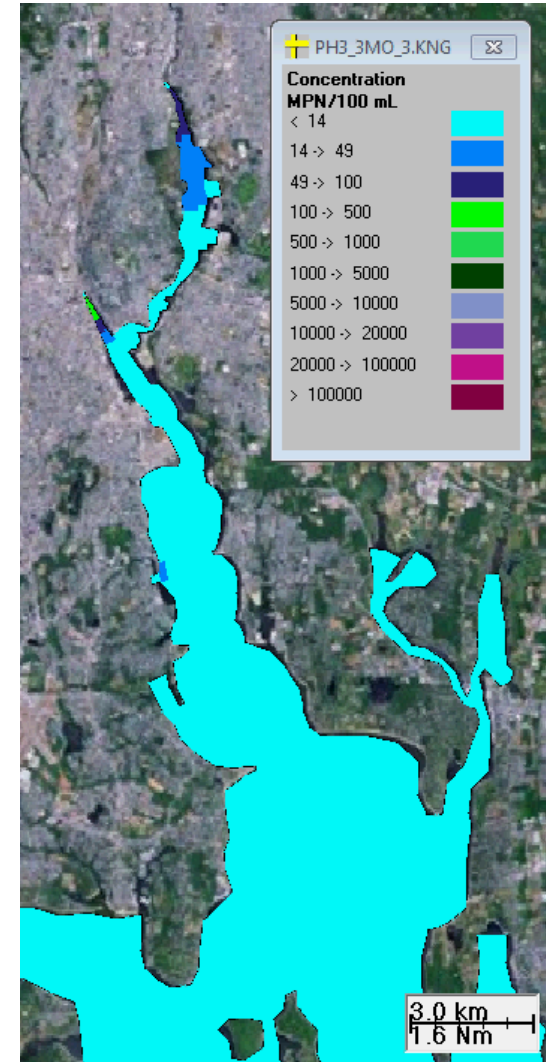 PH3_3MO_3.KNG
Concentration
MPN/100 mL
< 14
14 -> 49
49 -> 100
100 -> 500
500 -> 1000
1000 -> 5000
5000 -> 10000
10000 -> 20000
20000 -> 100000
> 100000
3.0 km
1.6 Nm